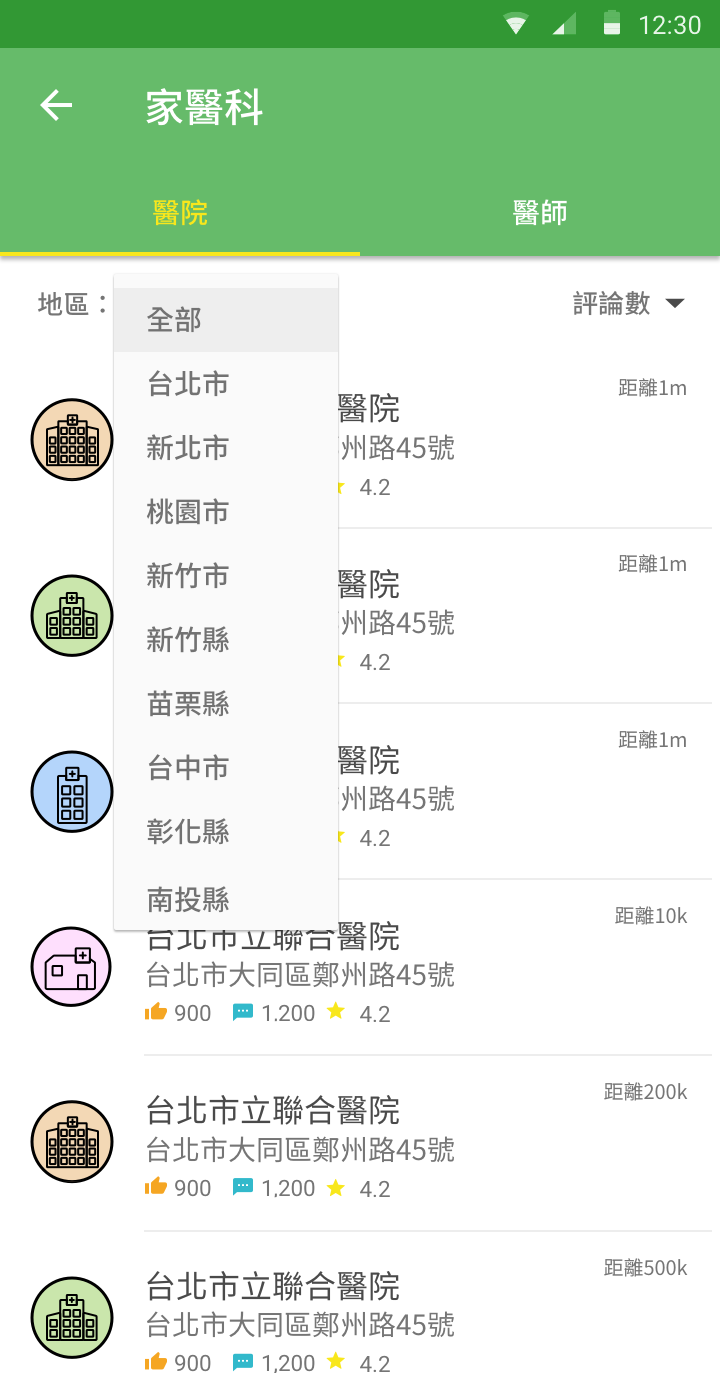 12:30
家醫科
醫院
醫師
地區：
評論數
全部
台北市
新北市
桃園市
新竹市
新竹縣
苗栗縣
台中市
彰化縣
南投縣
距離1m
醫院
州路45號
4.2
距離1m
醫院
州路45號
4.2
距離1m
醫院
州路45號
4.2
距離10k
台北市立聯合醫院
台北市大同區鄭州路45號
900 1,200 4.2
距離200k
台北市立聯合醫院
台北市大同區鄭州路45號
900 1,200 4.2
距離500k
台北市立聯合醫院
台北市大同區鄭州路45號
900 1,200 4.2